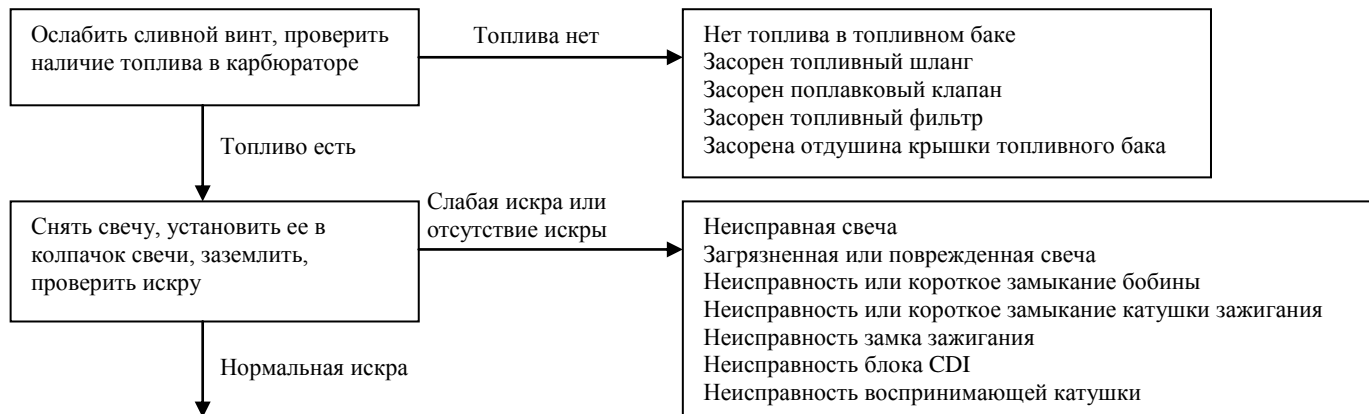 Ослабить сливной винт, проверить
наличие топлива в карбюраторе
Топлива нет
Нет топлива в топливном баке
Засорен топливный шланг
Засорен поплавковый клапан
Засорен топливный фильтр
Засорена отдушина крышки топливного бака
Топливо есть
Снять свечу, установить ее в
колпачок свечи, заземлить,
проверить искру
Слабая искра или
отсутствие искры
Неисправная свеча
Загрязненная или поврежденная свеча
Неисправность или короткое замыкание бобины
Неисправность или короткое замыкание катушки зажигания
Неисправность замка зажигания
Неисправность блока CDI
Неисправность воспринимающей катушки
Нормальная искра